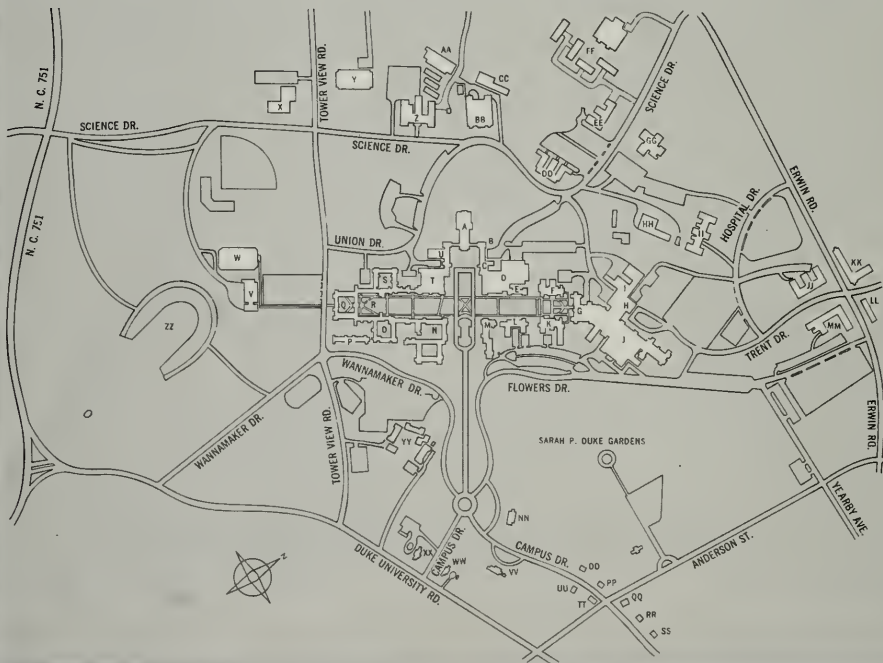 N. C. 751
TOWER VIEW RD.
AA
FF
Y
CC
X
Z
BB
SCIENCE DR.
SCIENCE DR.
SCIENCE DR.
EE
GG
DD
ERWIN RD.
HOSPITAL DR.
N. C. 751
UNION DR.
A
B
HH
II
W
U
C
D
KK
V
S
T
E
F
I
JJ
LL
Q
R
G
H
ZZ
P
O
N
M
L
K
J
MM
TRENT DR.
WANNAMAKER DR.
FLOWERS DR.
WANNAMAKER DR.
TOWER VIEW RD.
YY
SARAH P. DUKE GARDENS
ERWIN RD.
YEARBY AVE.
NN
XX
CAMPUS DR.
WW
VV
CAMPUS DR.
OO
PP
ANDERSON ST.
DUKE UNIVERSITY RD.
UU
TT
QQ
RR
SS